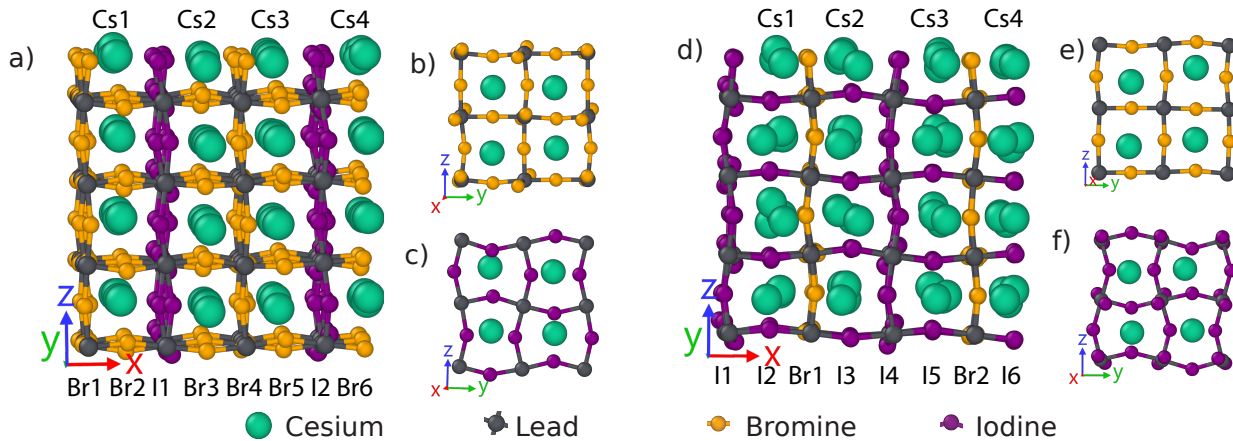 a)
Cs1 Cs2 Cs3 Cs4
z
y
x
Br1 Br2 I1 Br3 Br4 Br5 I2 Br6
b)
z
x
y
c)
z
x
y
d)
Cs1 Cs2 Cs3 Cs4
z
y
x
I1 I2 Br1 I3 I4 I5 Br2 I6
e)
z
x
y
f)
z
x
y
Cesium Lead Bromine Iodine